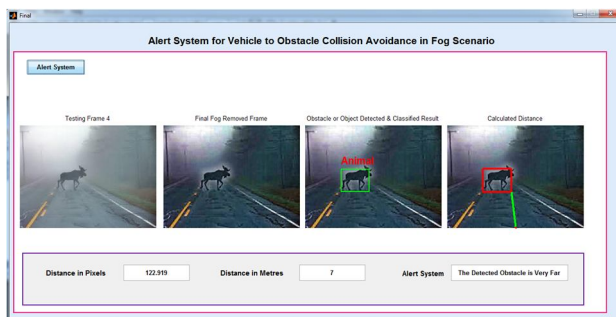 Final
Alert System for Vehicle to Obstacle Collision Avoidance in Fog Scenario
Alert System
Testing Frame 4
Final Fog Removed Frame
Obstacle or Object Detected & Classified Result
Calculated Distance
Animal
Distance in Pixels
122.919
Distance in Metres
7
Alert System
The Detected Obstacle is Very Far